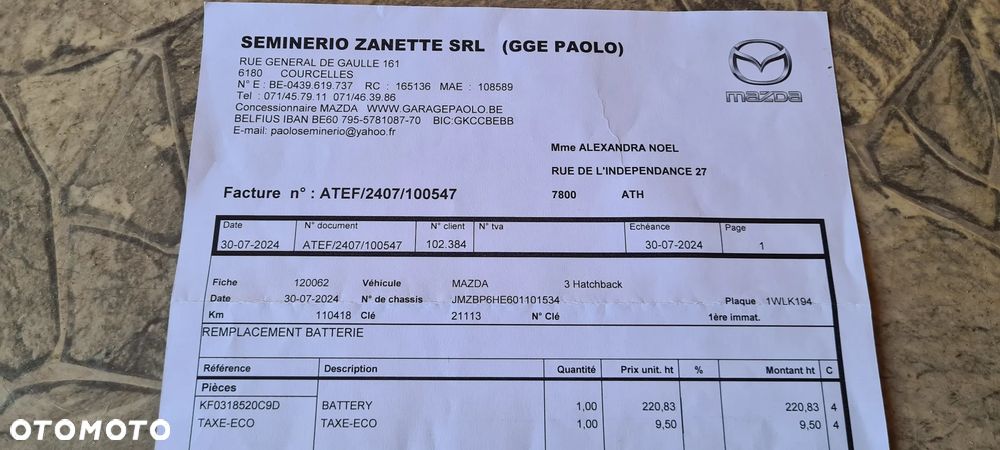 SEMINERIO ZANETTE SRL (GGE PAOLO)
RUE GENERAL DE GAULLE 161
6180 COURCELLES
N° E : BE-0439.619.737 RC : 165136 MAE : 108589
Tel : 071/45.79.11 071/46.39.86
Concessionnaire MAZDA WWW.GARAGEPAOLO.BE
BELFIUS IBAN BE60 795-5781087-70 BIC:GKCCBEBB
E-mail: paoloseminerio@yahoo.fr
mazda
Mme ALEXANDRA NOEL
RUE DE L'INDEPENDANCE 27
7800 ATH
Facture n° : ATEF/2407/100547
Date N° document N° client N° tva Echéance Page
30-07-2024 ATEF/2407/100547 102.384 30-07-2024 1
Fiche 120062 Véhicule MAZDA 3 Hatchback
Date 30-07-2024 N° de chassis JMZBP6HE601101534 Plaque 1WLK194
Km 110418 Clé 21113 N° Clé 1ère immat.
REMPLACEMENT BATTERIE
Référence Description Quantité Prix unit. ht % Montant ht C
Pièces
KF0318520C9D BATTERY 1,00 220,83 220,83 4
TAXE-ECO TAXE-ECO 1,00 9,50 9,50 4
OTOMOTO